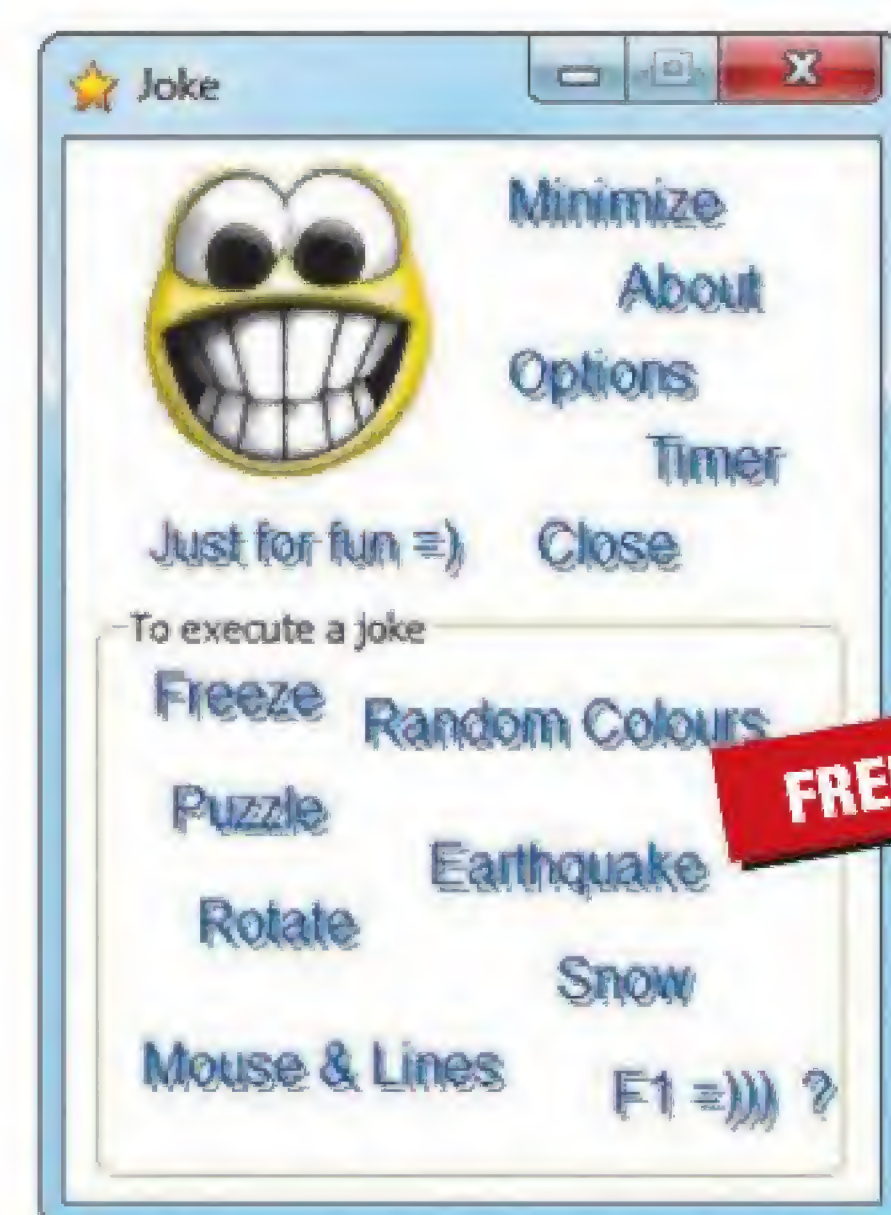 Joke
Minimize
About
Options
Timer
Just for fun =)
Close
To execute a joke
Freeze
Random Colours
Puzzle
Earthquake
Rotate
Snow
Mouse & Lines
F1 =))) ?